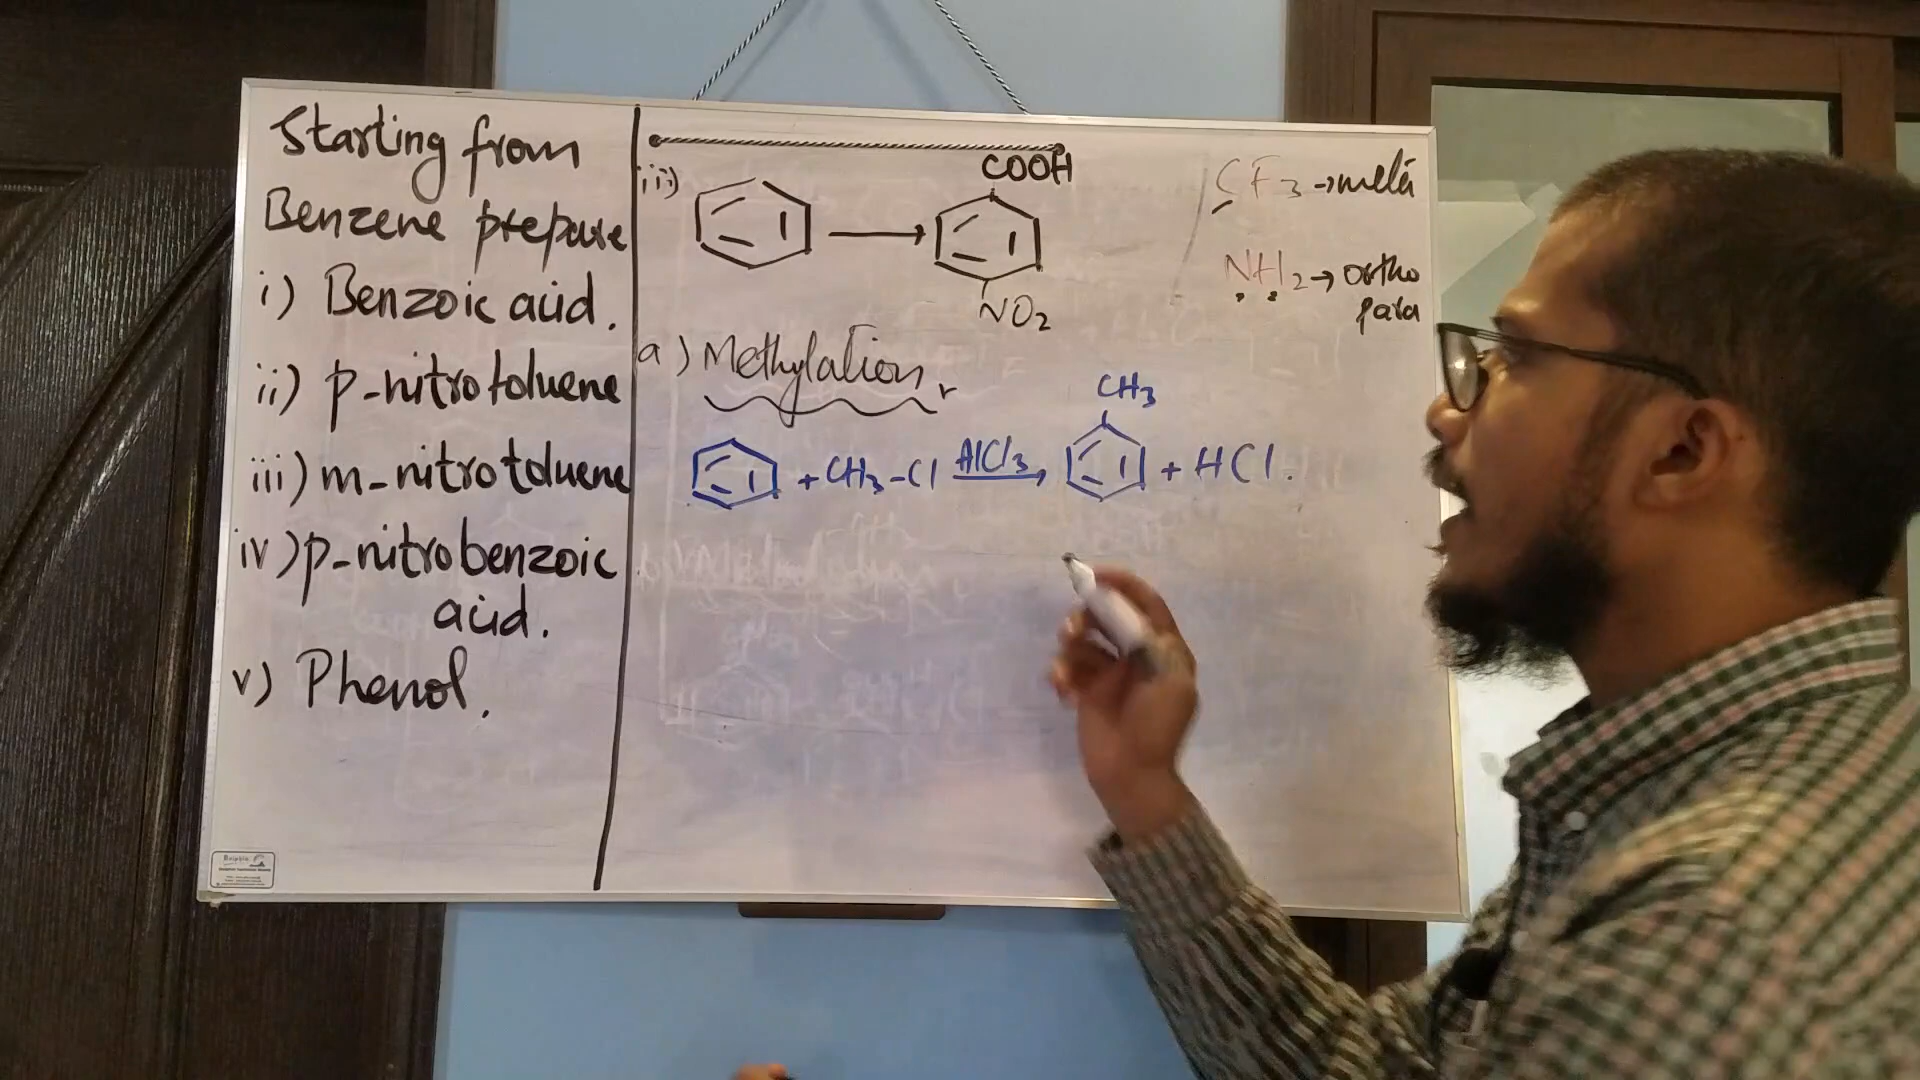 Starting from
Benzene prepare
i) Benzoic acid.
ii) p-nitrotoluene
iii) m-nitrotoluene
iv) p-nitrobenzoic
acid.
v) Phenol.
iii)
COOH
NO2
a) Methylation
CH3
+ CH3-Cl AlCl3 + HCl.
CF3 → meta
NH2 → ortho
para